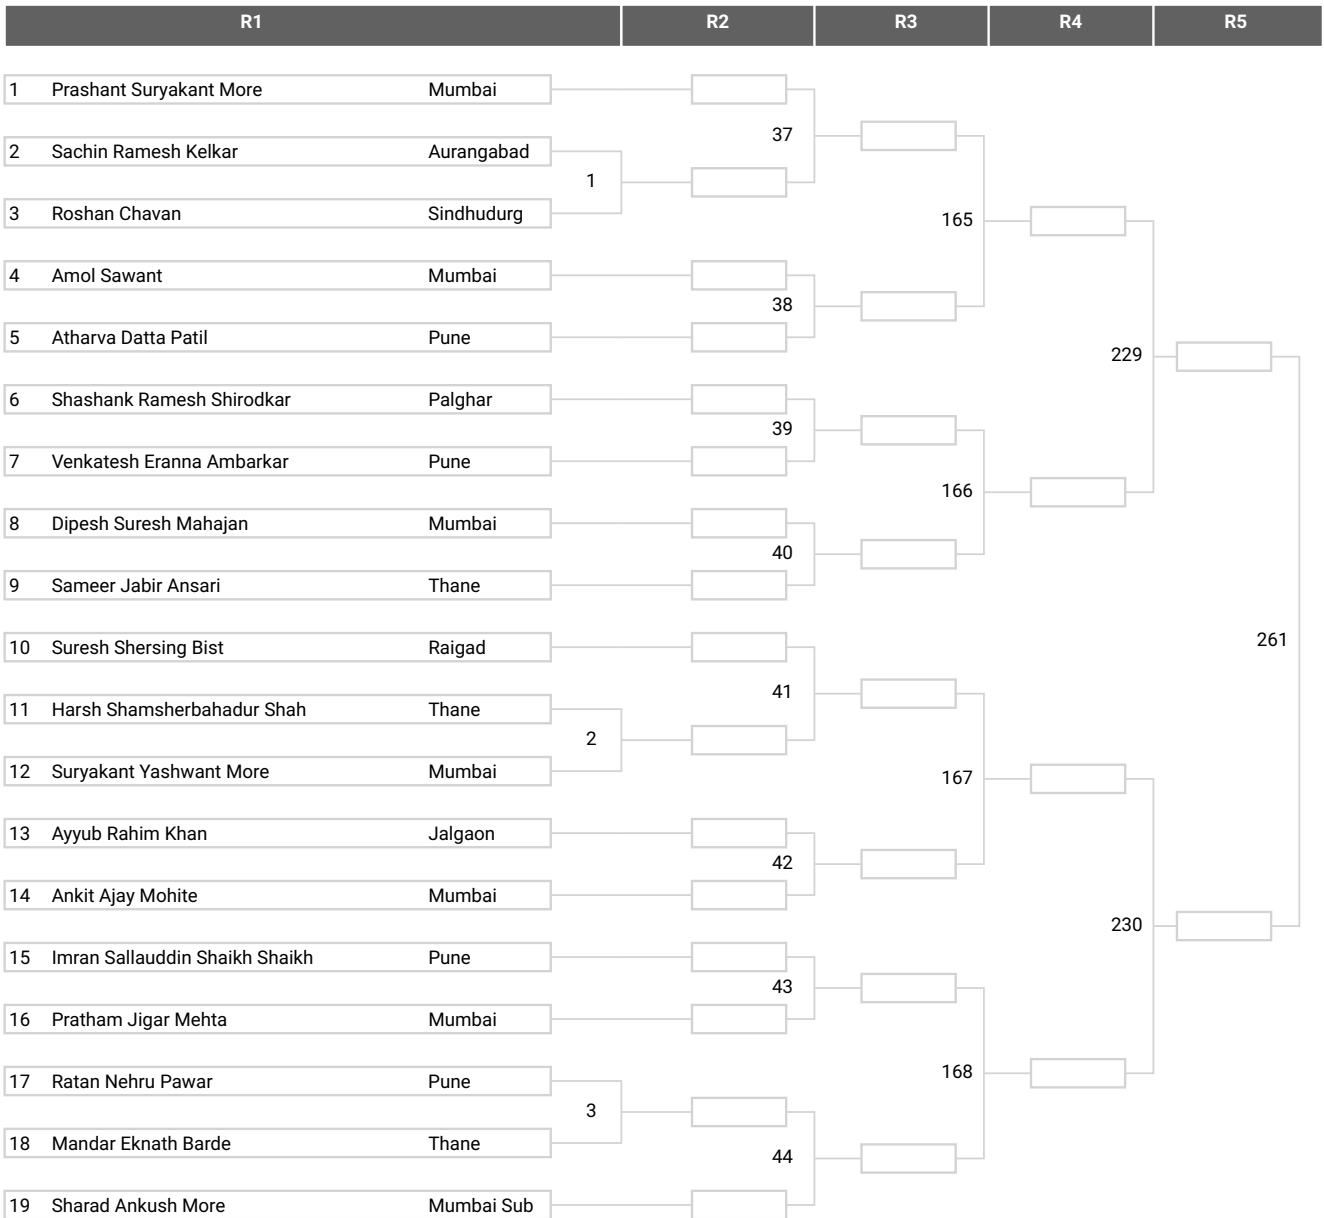 R1 R2 R3 R4 R5
1 Prashant Suryakant More Mumbai
37
2 Sachin Ramesh Kelkar Aurangabad
1
3 Roshan Chavan Sindhudurg
165
4 Amol Sawant Mumbai
38
5 Atharva Datta Patil Pune
229
6 Shashank Ramesh Shirodkar Palghar
39
7 Venkatesh Eranna Ambarkar Pune
166
8 Dipesh Suresh Mahajan Mumbai
40
9 Sameer Jabir Ansari Thane
261
10 Suresh Shersing Bist Raigad
41
11 Harsh Shamsherbahadur Shah Thane
2
12 Suryakant Yashwant More Mumbai
167
13 Ayyub Rahim Khan Jalgaon
42
14 Ankit Ajay Mohite Mumbai
230
15 Imran Sallauddin Shaikh Shaikh Pune
43
16 Pratham Jigar Mehta Mumbai
168
17 Ratan Nehru Pawar Pune
3
18 Mandar Eknath Barde Thane
44
19 Sharad Ankush More Mumbai Sub